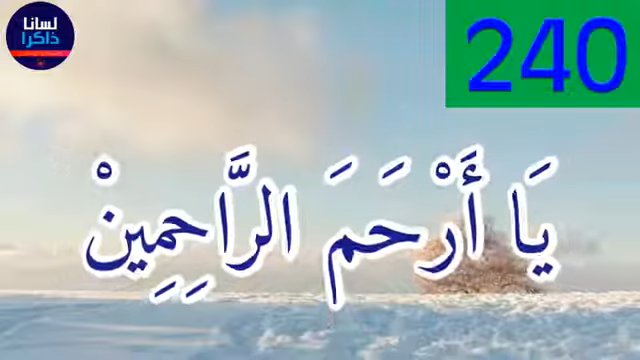 لسانا
ذاكرا
240
يَا أَرْحَمَ الرَّاحِمِينْ